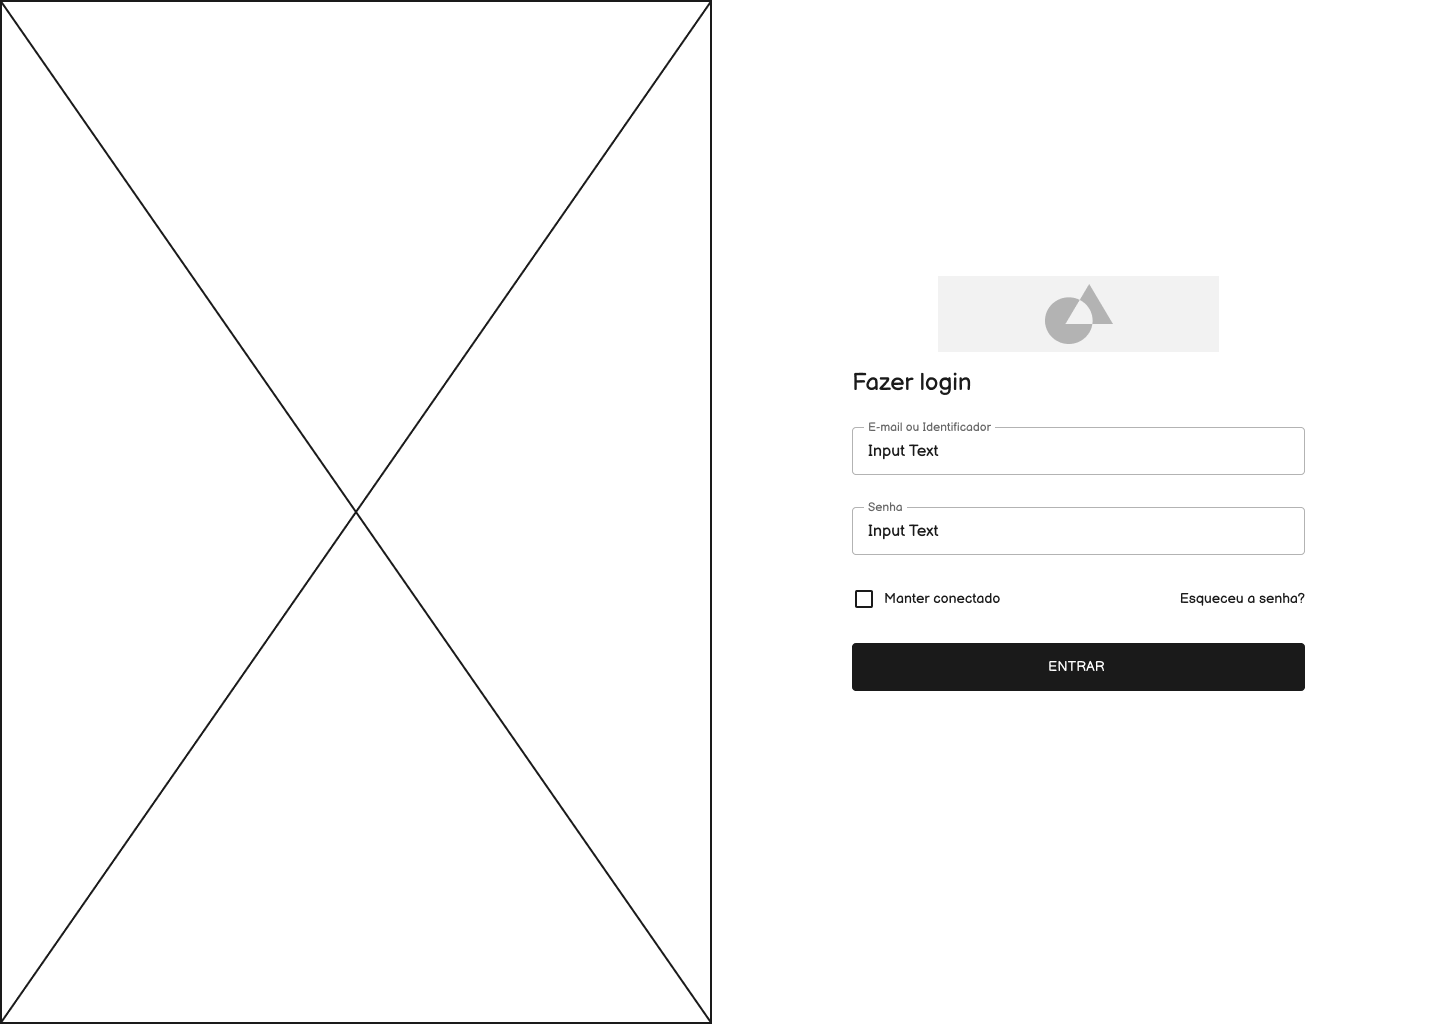 Fazer login
E-mail ou Identificador
Input Text
Senha
Input Text
Manter conectado
Esqueceu a senha?
ENTRAR